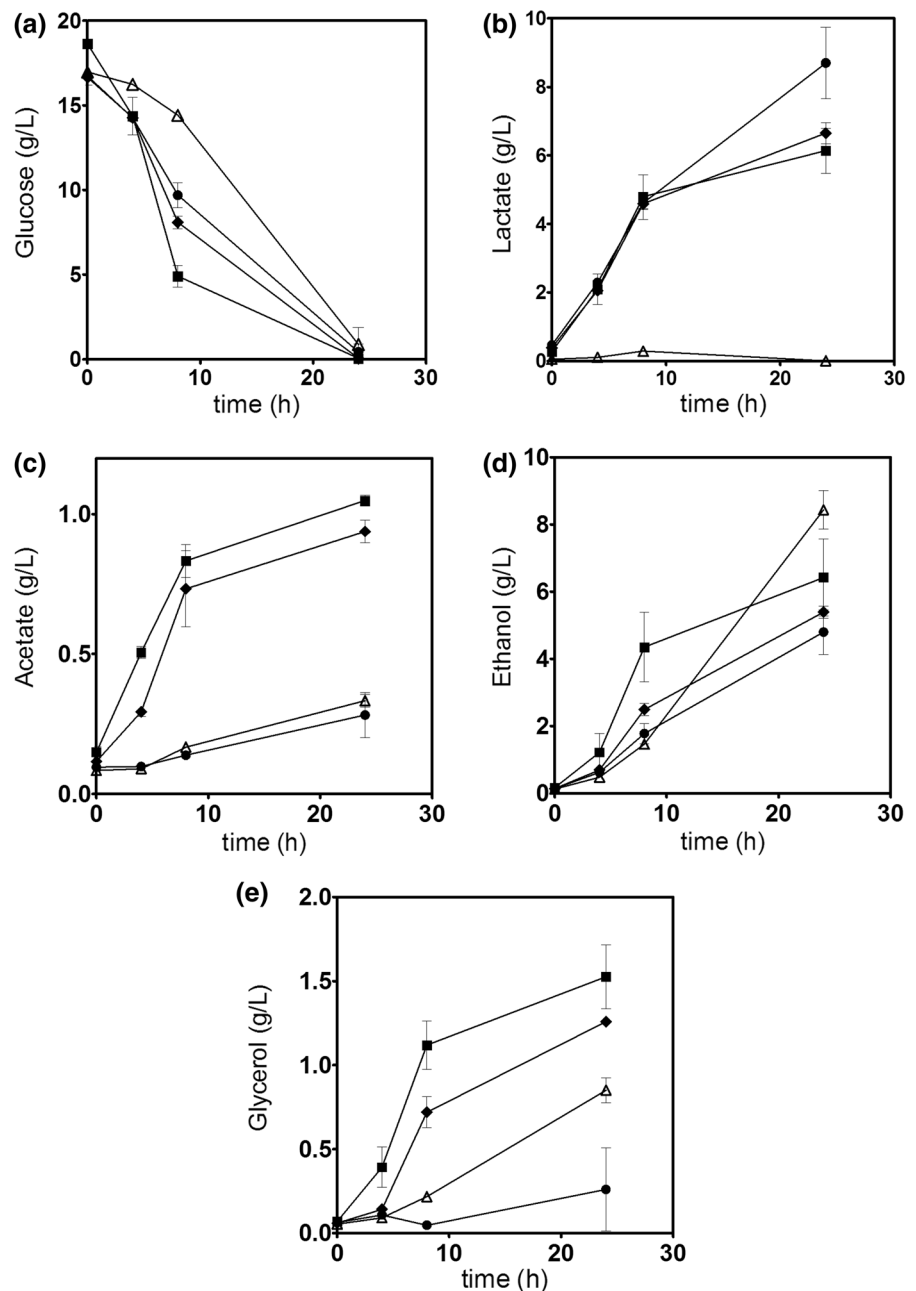 (a)
20
15
10
5
0
Glucose (g/L)
0 10 20 30
time (h)
(b)
10
8
6
4
2
0
Lactate (g/L)
0 10 20 30
time (h)
(c)
1.0
0.5
0.0
Acetate (g/L)
0 10 20 30
time (h)
(d)
10
8
6
4
2
0
Ethanol (g/L)
0 10 20 30
time (h)
(e)
2.0
1.5
1.0
0.5
0.0
Glycerol (g/L)
0 10 20 30
time (h)